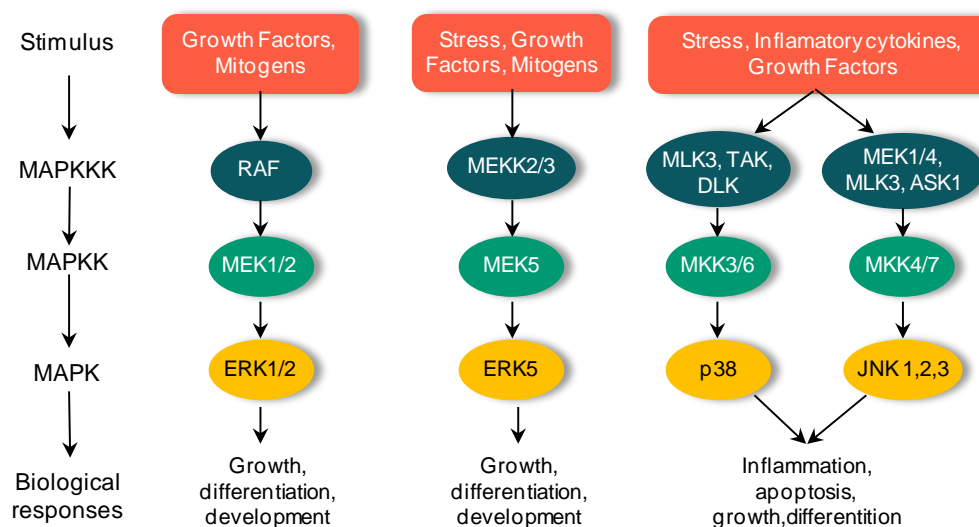 Stimulus
Growth Factors,
Mitogens
Stress, Growth
Factors, Mitogens
Stress, Inflamatory cytokines,
Growth Factors
MAPKKK
RAF
MEKK2/3
MLK3, TAK,
DLK
MEK1/4,
MLK3, ASK1
MAPKK
MEK1/2
MEK5
MKK3/6
MKK4/7
MAPK
ERK1/2
ERK5
p38
JNK 1,2,3
Biological
responses
Growth,
differentiation,
development
Growth,
differentiation,
development
Inflammation,
apoptosis,
growth,differentition